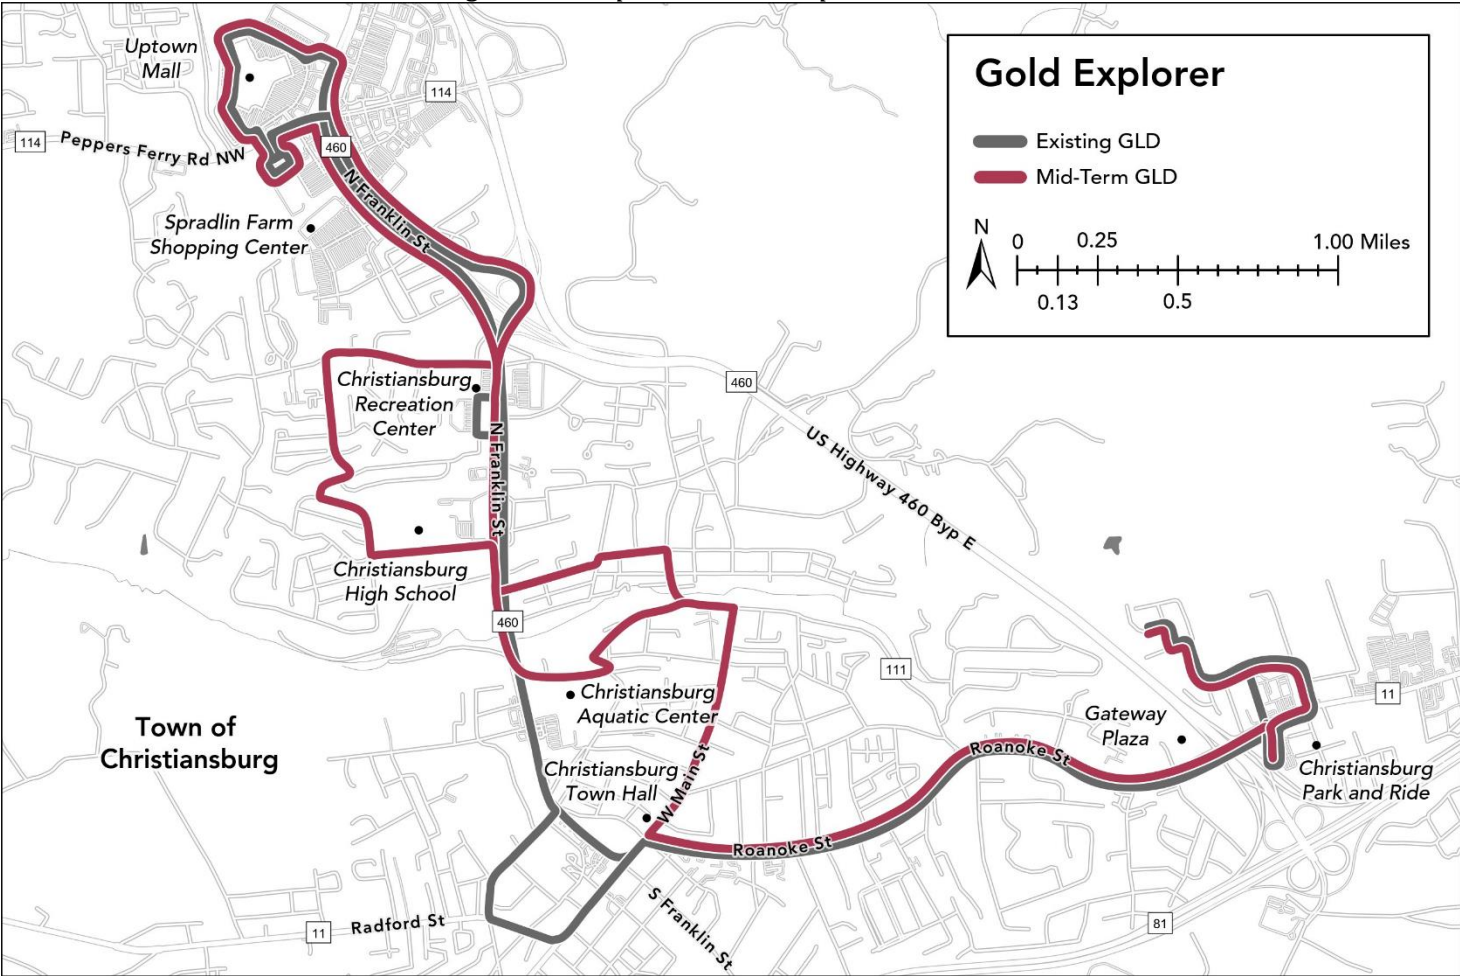 Uptown
Mall
114
114
Peppers Ferry Rd NW
460
N Franklin St
Spradlin Farm
Shopping Center
Gold Explorer
Existing GLD
Mid-Term GLD
N
0
0.25
1.00 Miles
0.13
0.5
Christiansburg
Recreation
Center
460
US Highway 460 Byp E
N Franklin St
Christiansburg
High School
460
111
11
Christiansburg
Aquatic Center
Town of
Christiansburg
Gateway
Plaza
Roanoke St
Christiansburg
Park and Ride
Christiansburg
Town Hall
W Main St
Roanoke St
S Franklin St
11
Radford St
81